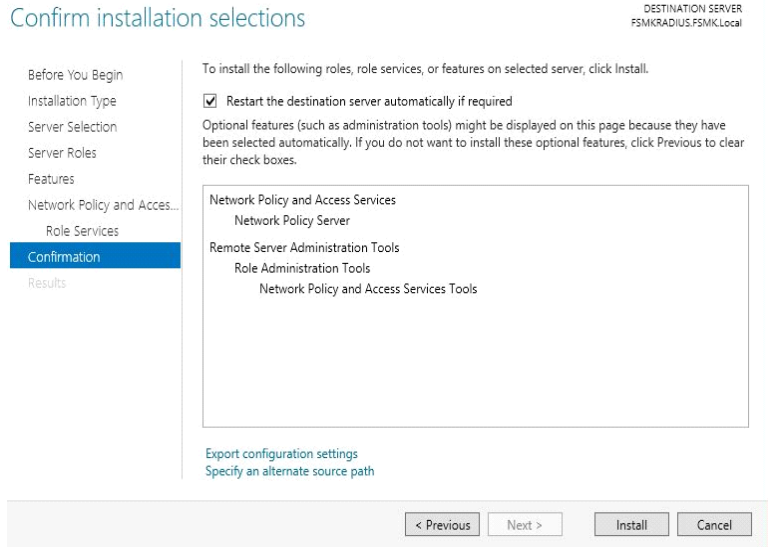 Confirm installation selections
DESTINATION SERVER
FSMKRADIUS.FSMK.Local
Before You Begin
Installation Type
Server Selection
Server Roles
Features
Network Policy and Acces...
Role Services
Confirmation
Results
To install the following roles, role services, or features on selected server, click Install.
Restart the destination server automatically if required
Optional features (such as administration tools) might be displayed on this page because they have
been selected automatically. If you do not want to install these optional features, click Previous to clear
their check boxes.
Network Policy and Access Services
Network Policy Server
Remote Server Administration Tools
Role Administration Tools
Network Policy and Access Services Tools
Export configuration settings
Specify an alternate source path
< Previous
Next >
Install
Cancel